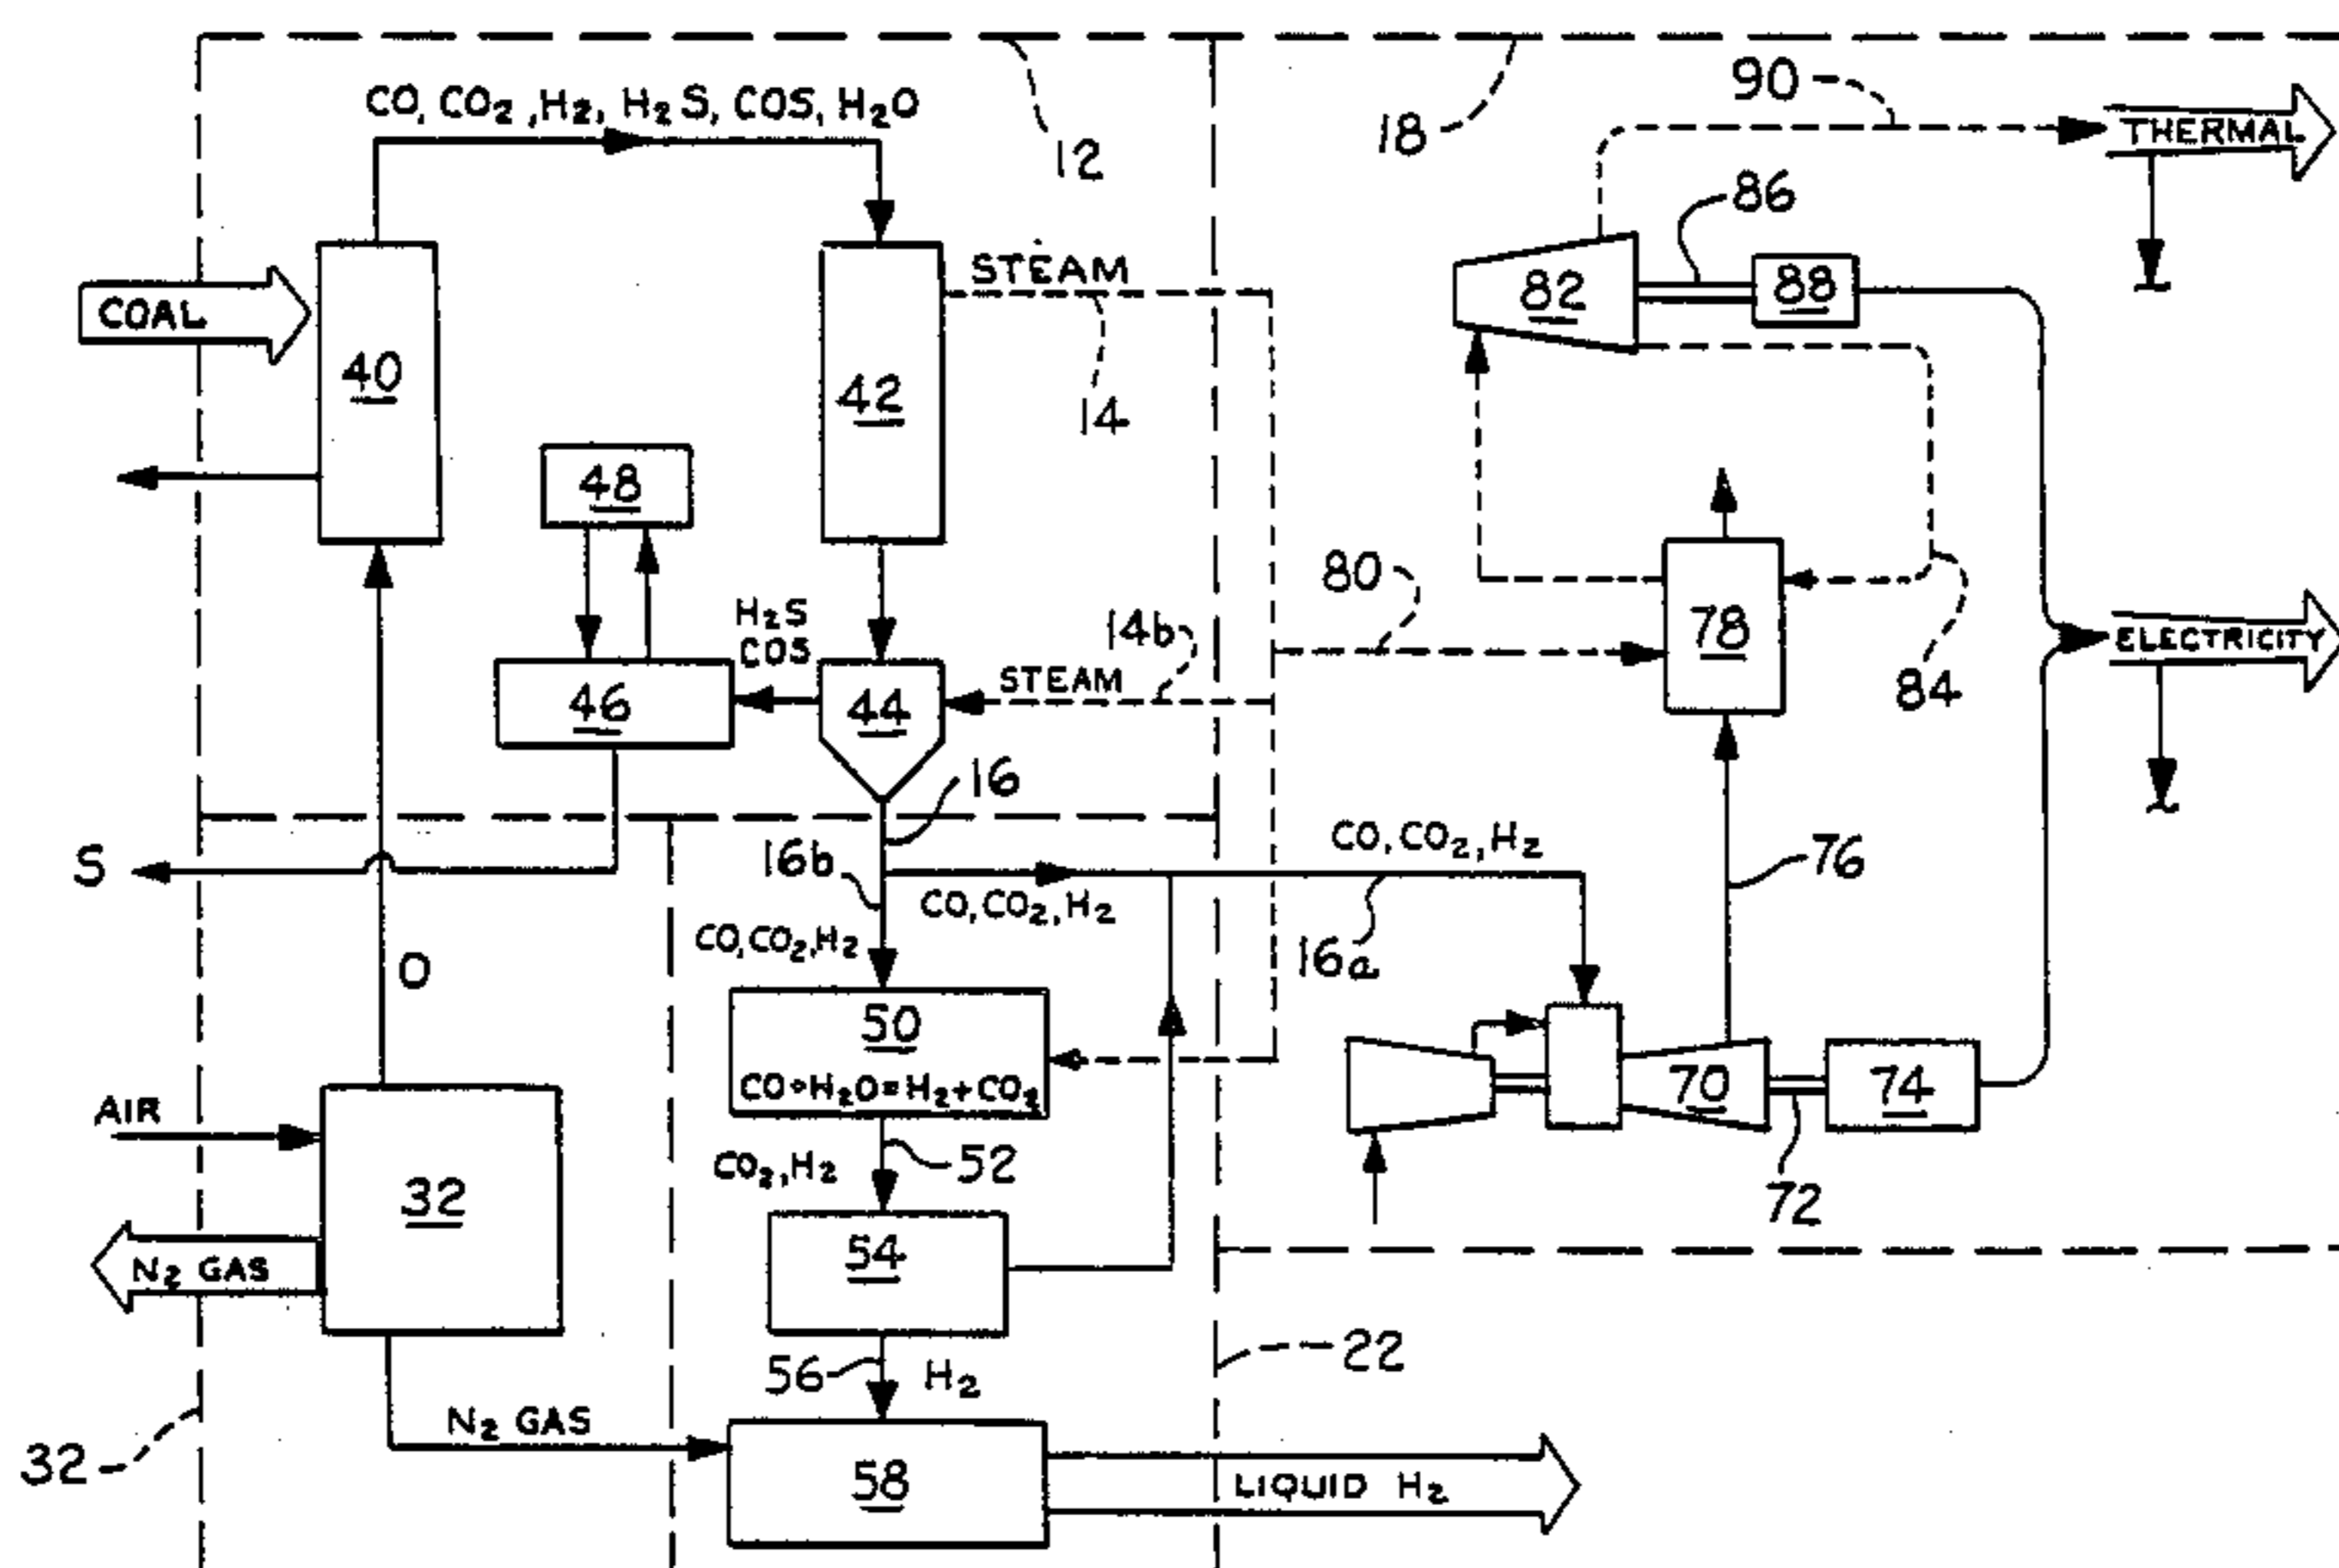 CO, CO₂, H₂, H₂S, COS, H₂O
12
18
90
THERMAL
86
STEAM
82
88
COAL
40
42
14
48
80
78
H₂S
COS
14b
STEAM
84
ELECTRICITY
46
44
16
S
16b
CO, CO₂, H₂
CO, CO₂, H₂
76
CO, CO₂, H₂
16a
O
50
CO+H₂O=H₂+CO₂
70
74
AIR
32
CO₂, H₂
52
72
54
N₂ GAS
56
H₂
22
N₂ GAS
32
58
LIQUID H₂